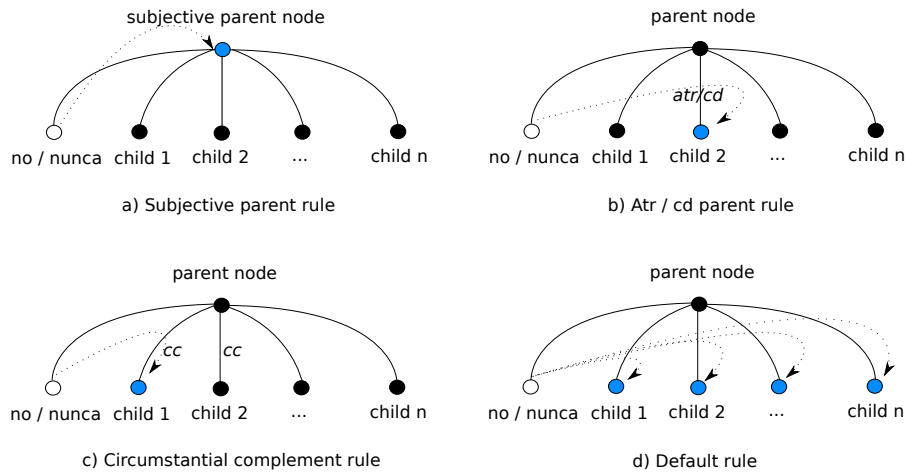 subjective parent node
no / nunca child 1 child 2 ... child n
a) Subjective parent rule
parent node
atr/cd
no / nunca child 1 child 2 ... child n
b) Atr / cd parent rule
parent node
cc cc
no / nunca child 1 child 2 ... child n
c) Circumstantial complement rule
parent node
no / nunca child 1 child 2 ... child n
d) Default rule